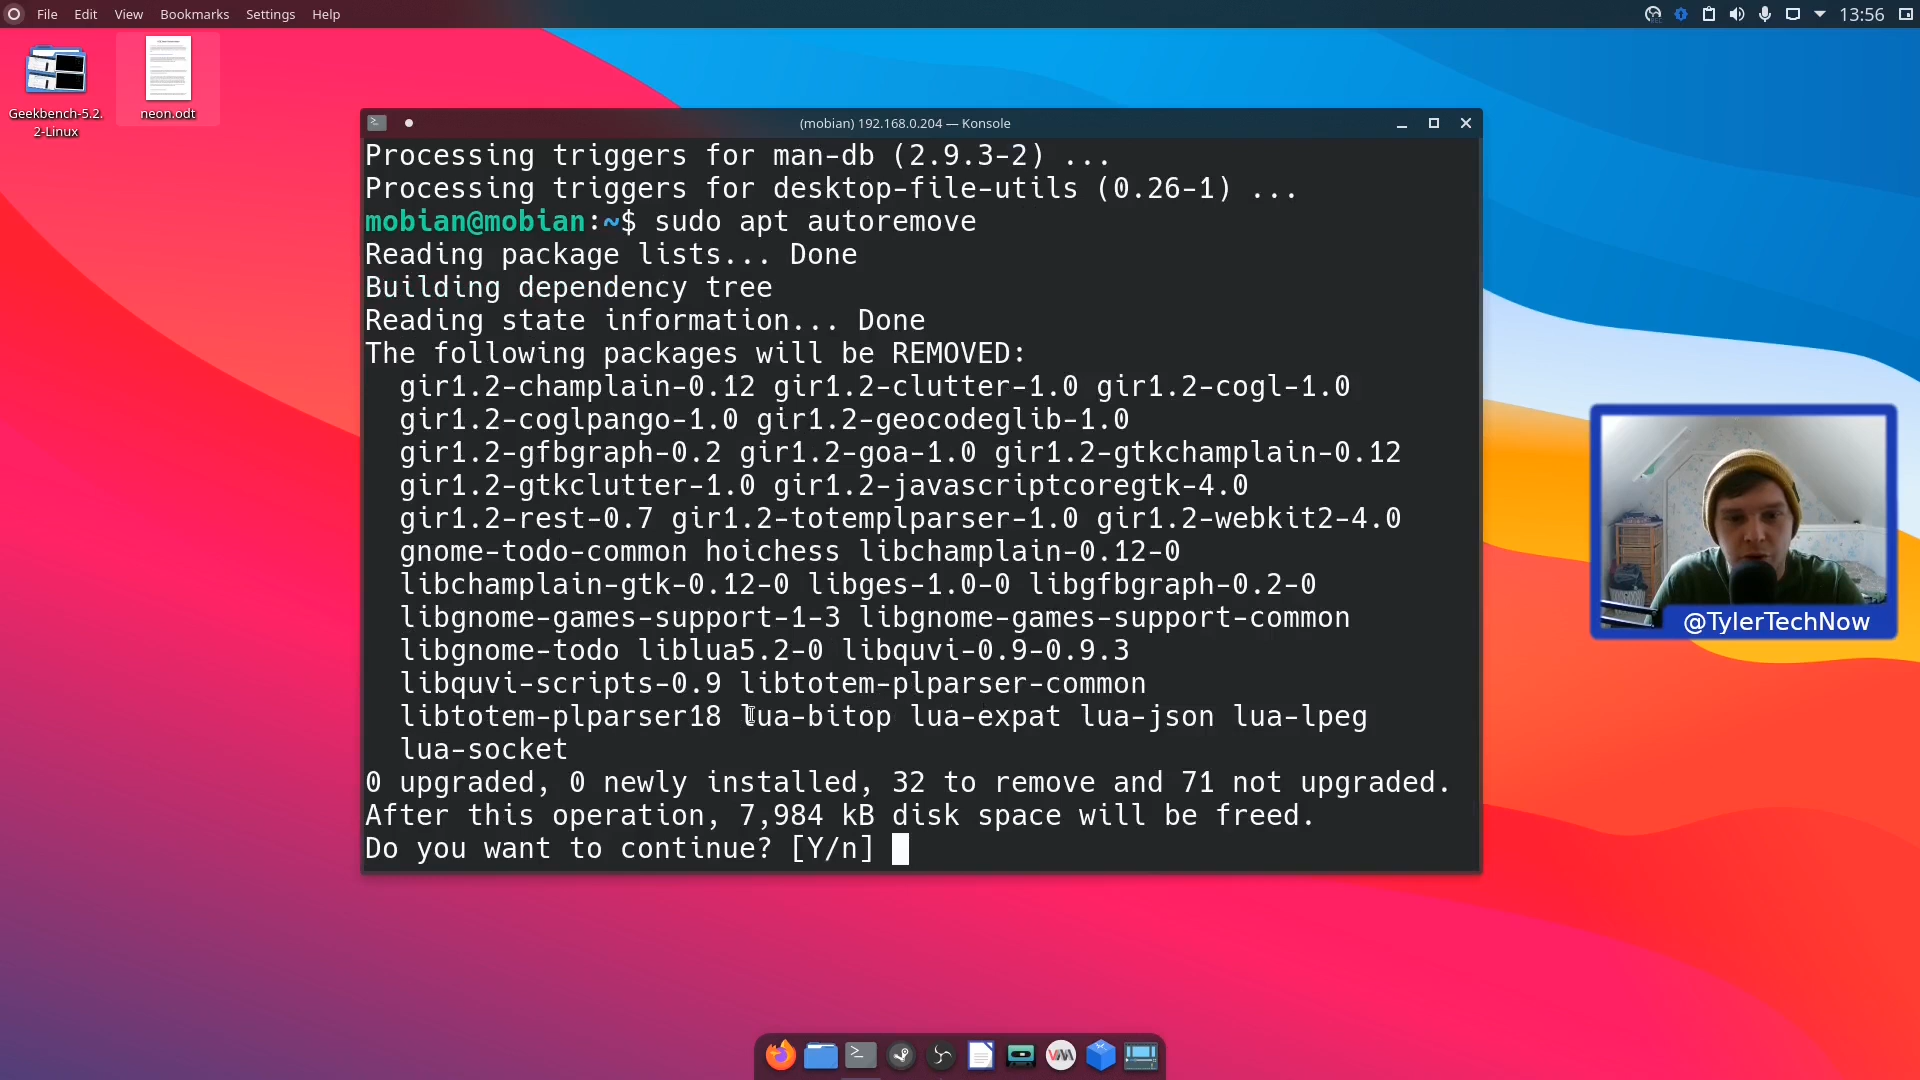 File Edit View Bookmarks Settings Help
13:56
Geekbench-5.2.
2-Linux
neon.odt
(mobian) 192.168.0.204 — Konsole
Processing triggers for man-db (2.9.3-2) ...
Processing triggers for desktop-file-utils (0.26-1) ...
mobian@mobian:~$ sudo apt autoremove
Reading package lists... Done
Building dependency tree
Reading state information... Done
The following packages will be REMOVED:
gir1.2-champlain-0.12 gir1.2-clutter-1.0 gir1.2-cogl-1.0
gir1.2-coglpango-1.0 gir1.2-geocodeglib-1.0
gir1.2-gfbgraph-0.2 gir1.2-goa-1.0 gir1.2-gtkchamplain-0.12
gir1.2-gtkclutter-1.0 gir1.2-javascriptcoregtk-4.0
gir1.2-rest-0.7 gir1.2-totemplparser-1.0 gir1.2-webkit2-4.0
gnome-todo-common hoichess libchamplain-0.12-0
libchamplain-gtk-0.12-0 libges-1.0-0 libgfbgraph-0.2-0
libgnome-games-support-1-3 libgnome-games-support-common
libgnome-todo liblua5.2-0 libquvi-0.9-0.9.3
libquvi-scripts-0.9 libtotem-plparser-common
libtotem-plparser18 lua-bitop lua-expat lua-json lua-lpeg
lua-socket
0 upgraded, 0 newly installed, 32 to remove and 71 not upgraded.
After this operation, 7,984 kB disk space will be freed.
Do you want to continue? [Y/n]
@TylerTechNow